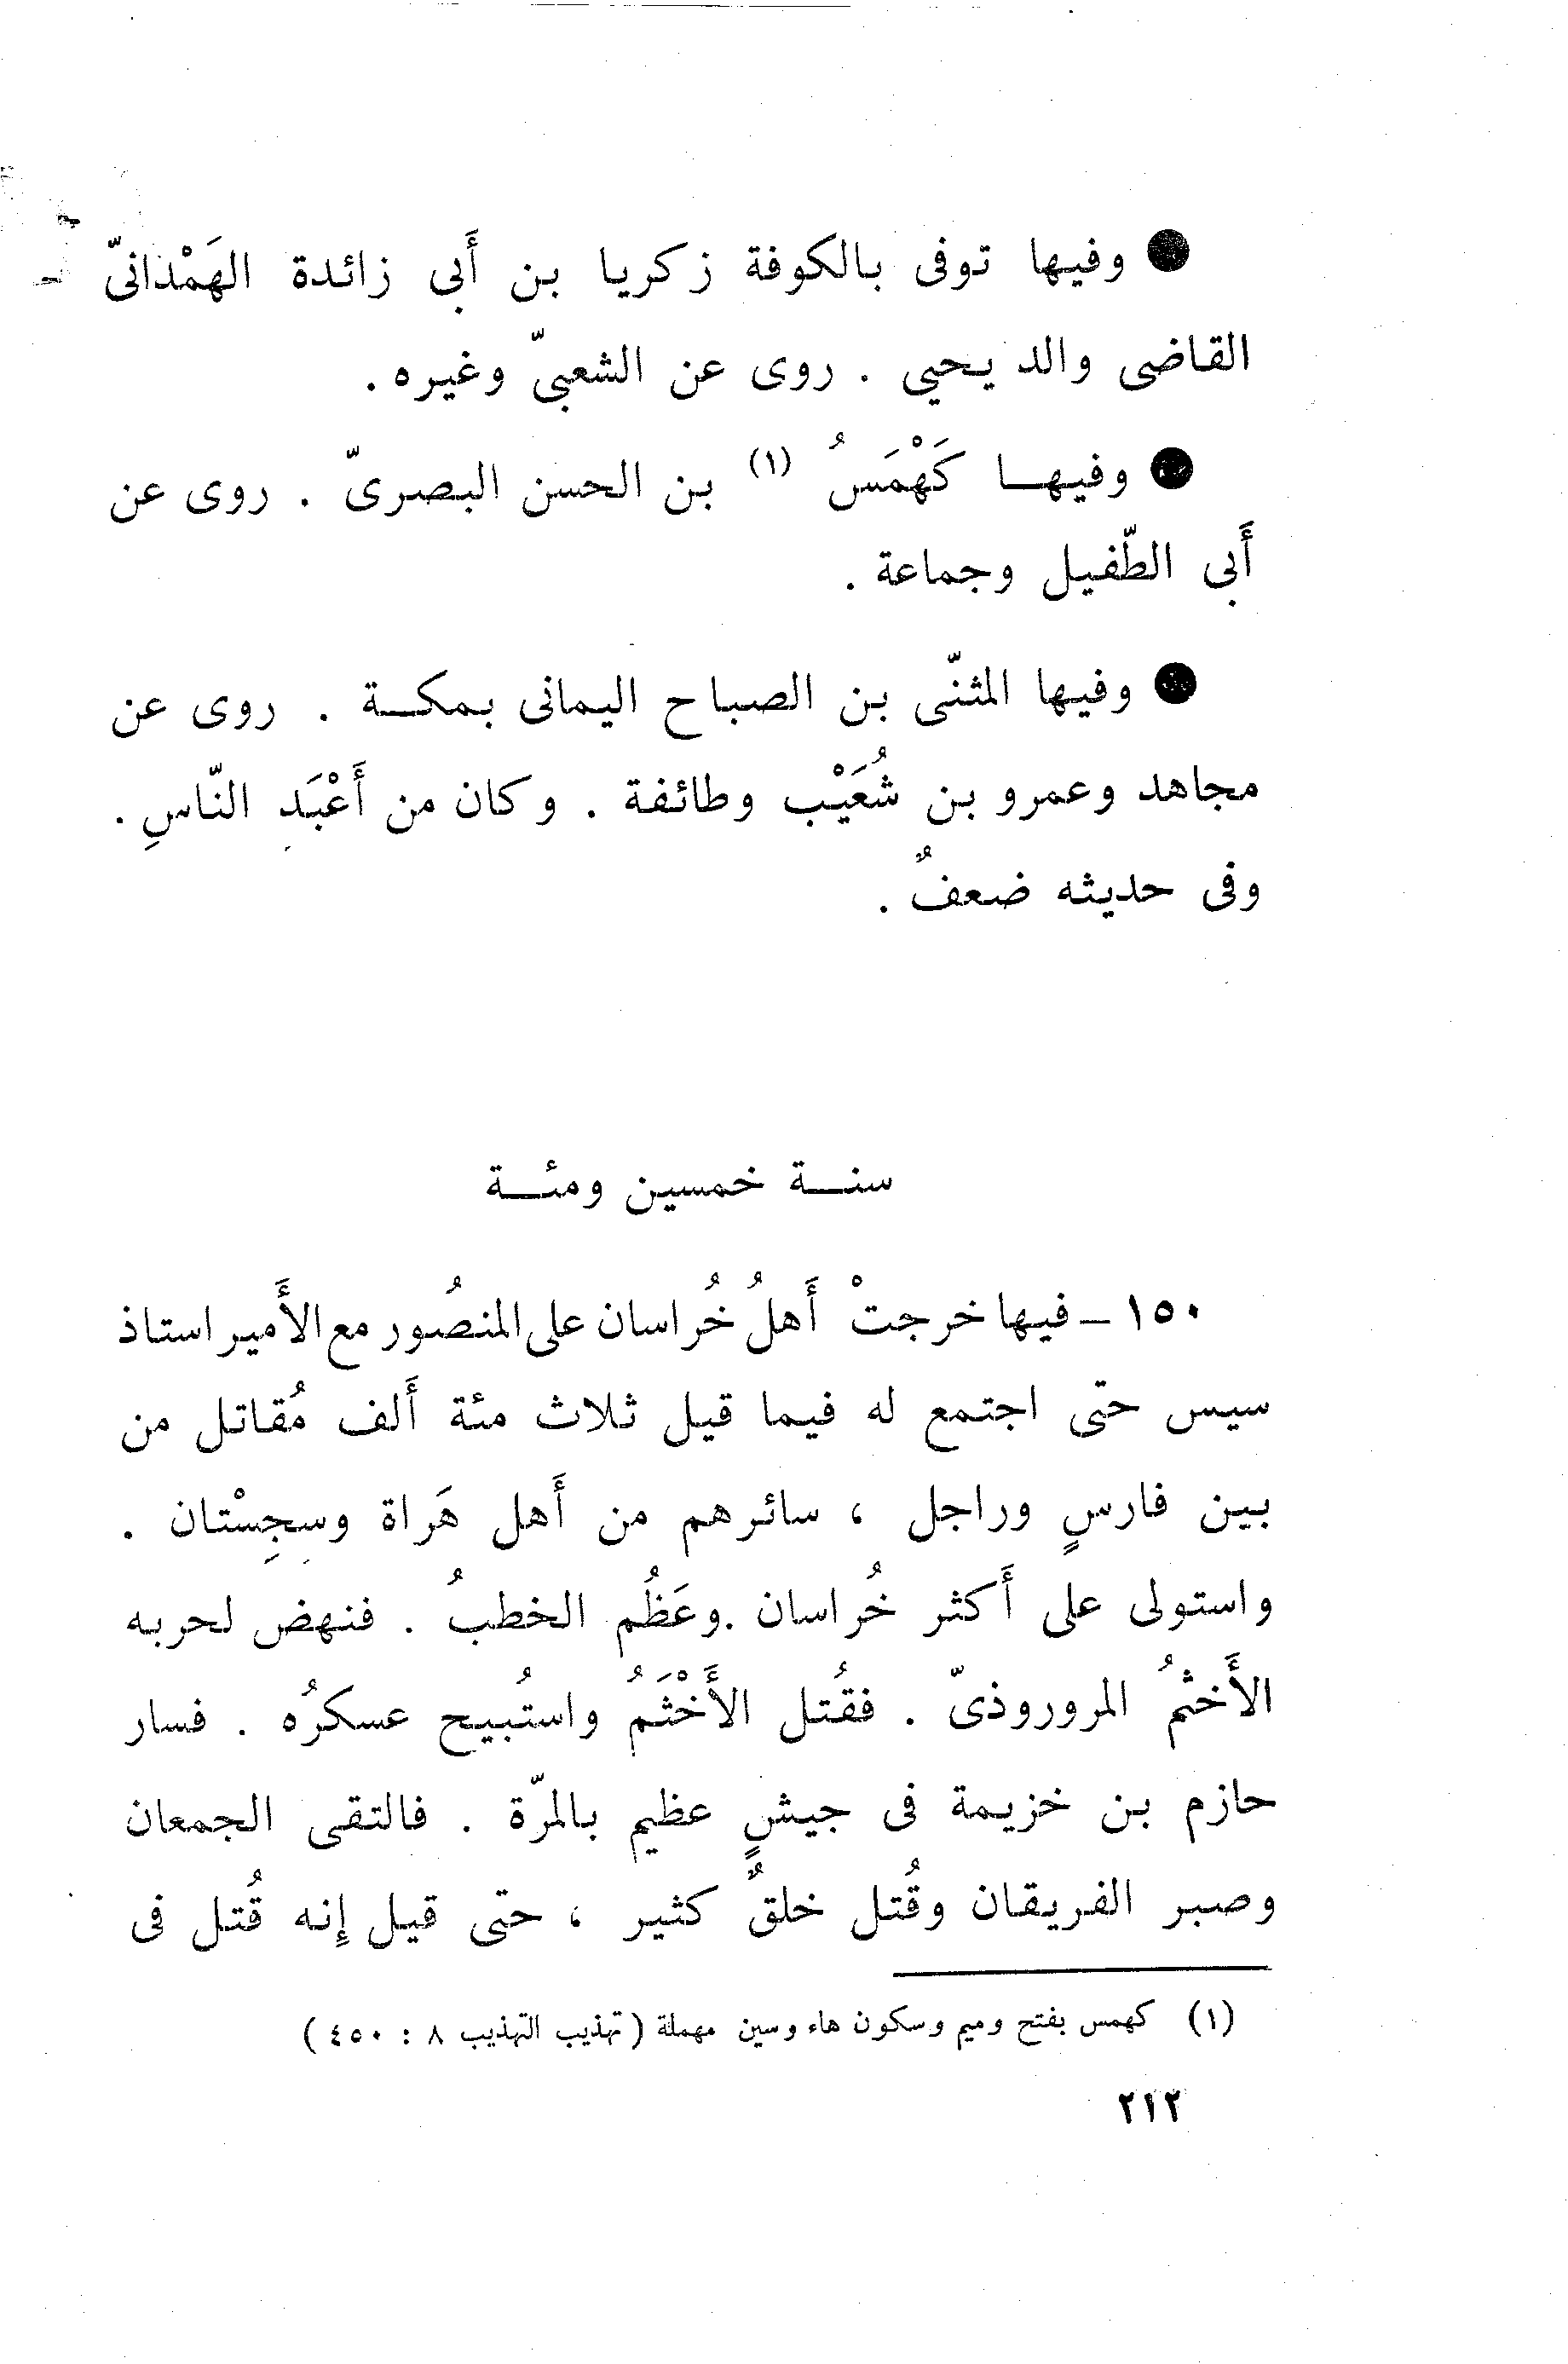 ● وفيها توفى بالكوفة زكريا بن أَبى زائدة الهَمْدانىّ
القاضى والد يحيى . روى عن الشعبىّ وغيره .
● وفيهـا كَهْمَسُ (١) بن الحسن البصرىّ . روى عن
أَبى الطّفيل وجماعة .
● وفيها المثنّى بن الصباح اليمانى بمكـة . روى عن
مجاهد وعمرو بن شُعَيْب وطائفة . وكان من أَعْبَدِ النّاسِ .
وفى حديثه ضعفٌ .
سنـة خمسين ومئـة
١٥٠ – فيها خرجتْ أَهلُ خُراسان على المنصُور مع الأَمير استاذ
سيس حتى اجتمع له فيما قيل ثلاث مئة أَلف مُقاتل من
بين فارسٍ وراجل ، سائرهم من أَهل هَراة وسِجِسْتان .
واستولى على أَكثر خُراسان . وعَظُم الخطبُ . فنهض لحربه
الأَخثمُ المروروذىّ . فقُتل الأَخْثَمُ واستُبيح عسكرُه . فسار
حازم بن خزيمة فى جيشٍ عظيم بالمرّة . فالتقى الجمعان
وصبر الفريقان وقُتل خلقٌ كثير ، حتى قيل إِنه قُتل فى
(١) كهمس بفتح وميم وسكون هاء وسين مهملة ( تهذيب التهذيب ٨ : ٤٥٠ )
٢١٢